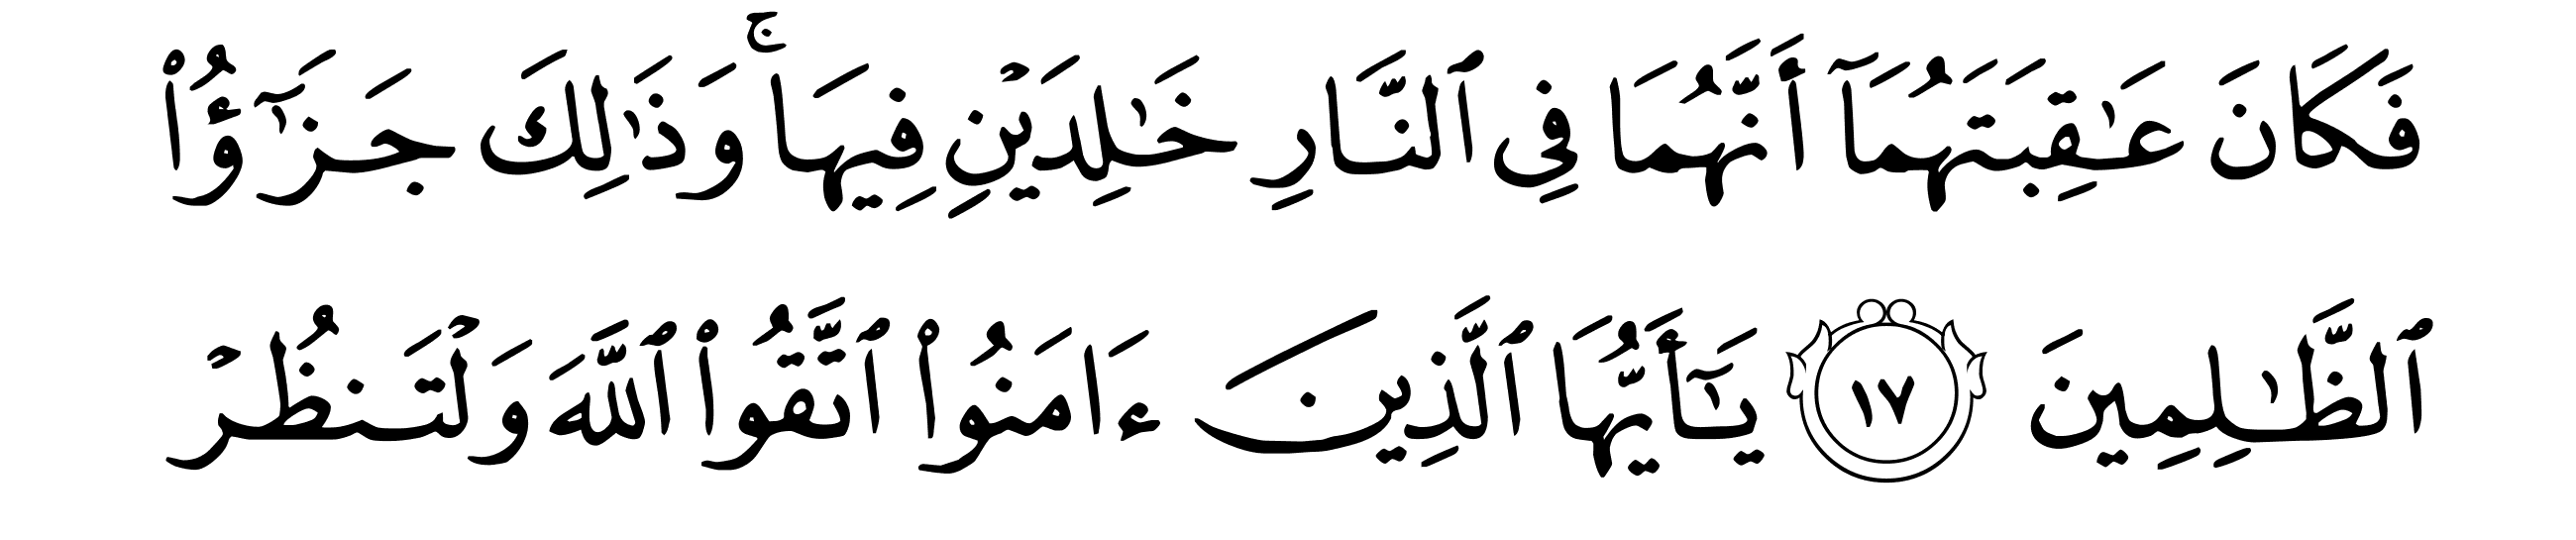 فَكَانَ عَـٰقِبَتَهُمَآ أَنَّهُمَا فِى ٱلنَّارِ خَـٰلِدَيْنِ فِيهَا ۚ وَذَٰلِكَ جَزَٰٓؤُا۟
ٱلظَّـٰلِمِينَ ١٧ يَـٰٓأَيُّهَا ٱلَّذِينَ ءَامَنُوا۟ ٱتَّقُوا۟ ٱللَّهَ وَلْتَنظُرْ